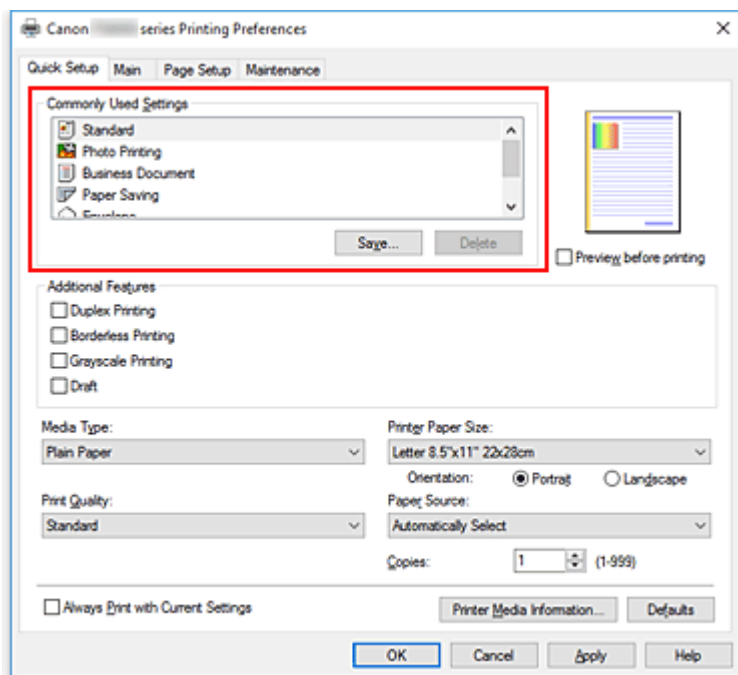 Canon series Printing Preferences
Quick Setup Main Page Setup Maintenance
Commonly Used Settings
Standard
Photo Printing
Business Document
Paper Saving
Envelope
Save... Delete
Preview before printing
Additional Features
Duplex Printing
Borderless Printing
Grayscale Printing
Draft
Media Type: Printer Paper Size:
Plain Paper Letter 8.5"x11" 22x28cm
Orientation: Portrait Landscape
Print Quality: Paper Source:
Standard Automatically Select
Copies: 1 (1-999)
Always Print with Current Settings Printer Media Information... Defaults
OK Cancel Apply Help